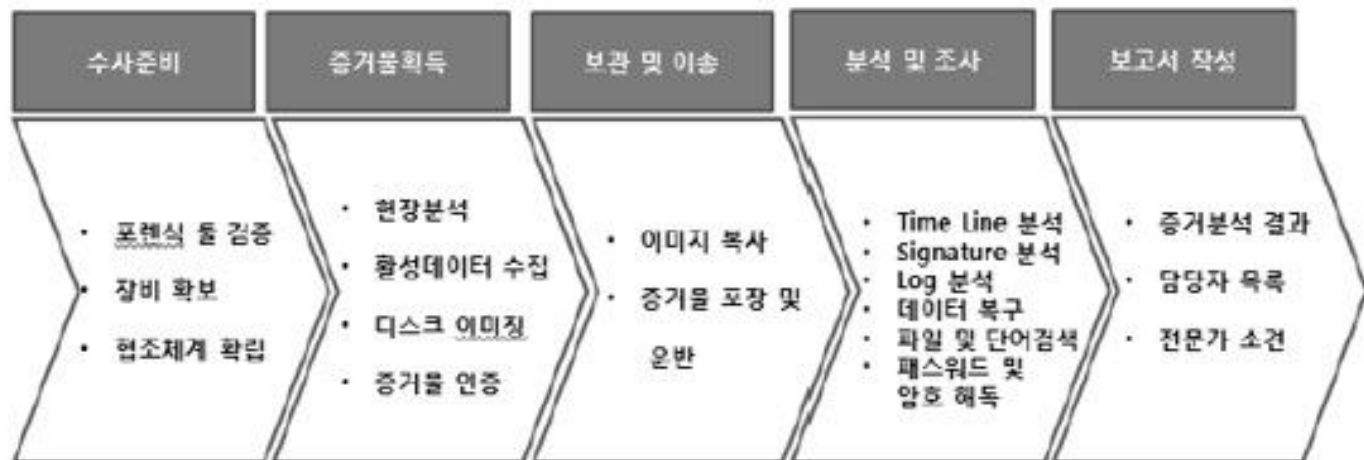 수사준비
증거물획득
보관 및 이송
분석 및 조사
보고서 작성
• 포렌식 툴 검증
• 장비 확보
• 협조체계 확립
• 현장분석
• 활성데이터 수집
• 디스크 이미징
• 증거물 인증
• 이미지 복사
• 증거물 포장 및
운반
• Time Line 분석
• Signature 분석
• Log 분석
• 데이터 복구
• 파일 및 단어검색
• 패스워드 및
암호 해독
• 증거분석 결과
• 담당자 목록
• 전문가 소견